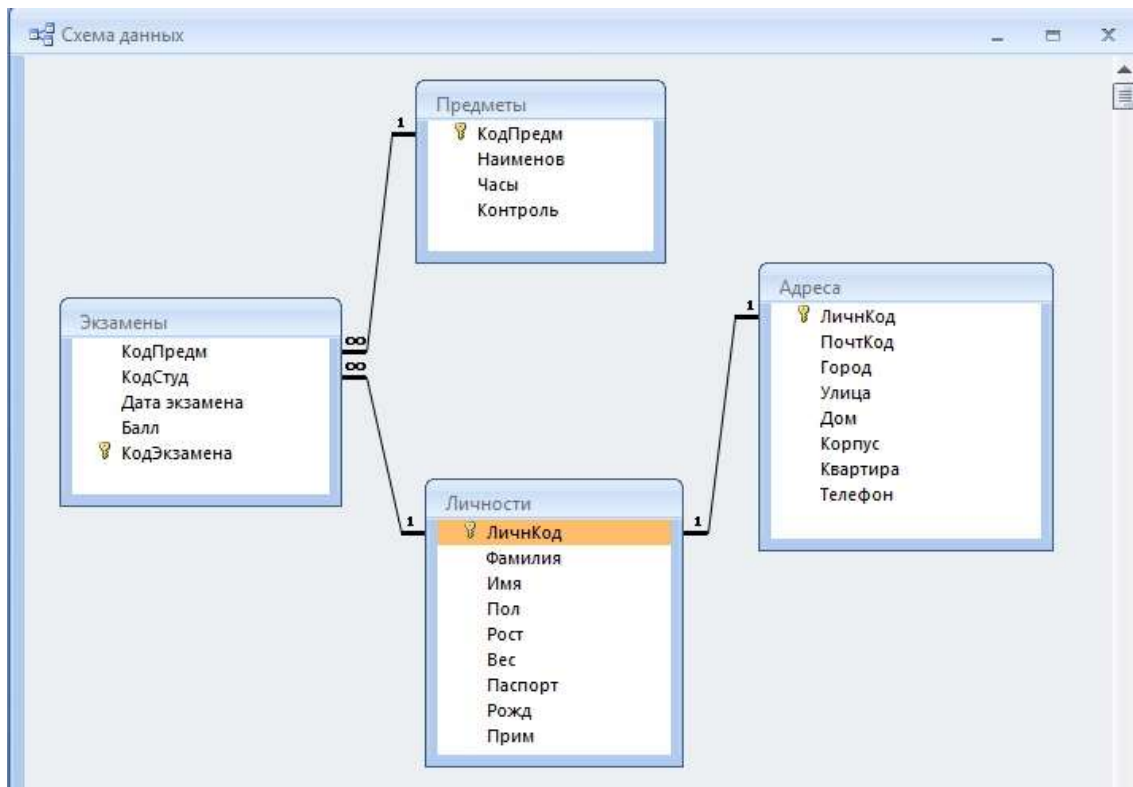 Схема данных
Предметы
1
КодПредм
Наименов
Часы
Контроль
Адреса
1
ЛичнКод
ПочтКод
Город
Улица
Дом
Корпус
Квартира
Телефон
Экзамены
∞
КодПредм
∞
КодСтуд
Дата экзамена
Балл
КодЭкзамена
Личности
1
ЛичнКод
1
Фамилия
Имя
Пол
Рост
Вес
Паспорт
Рожд
Прим